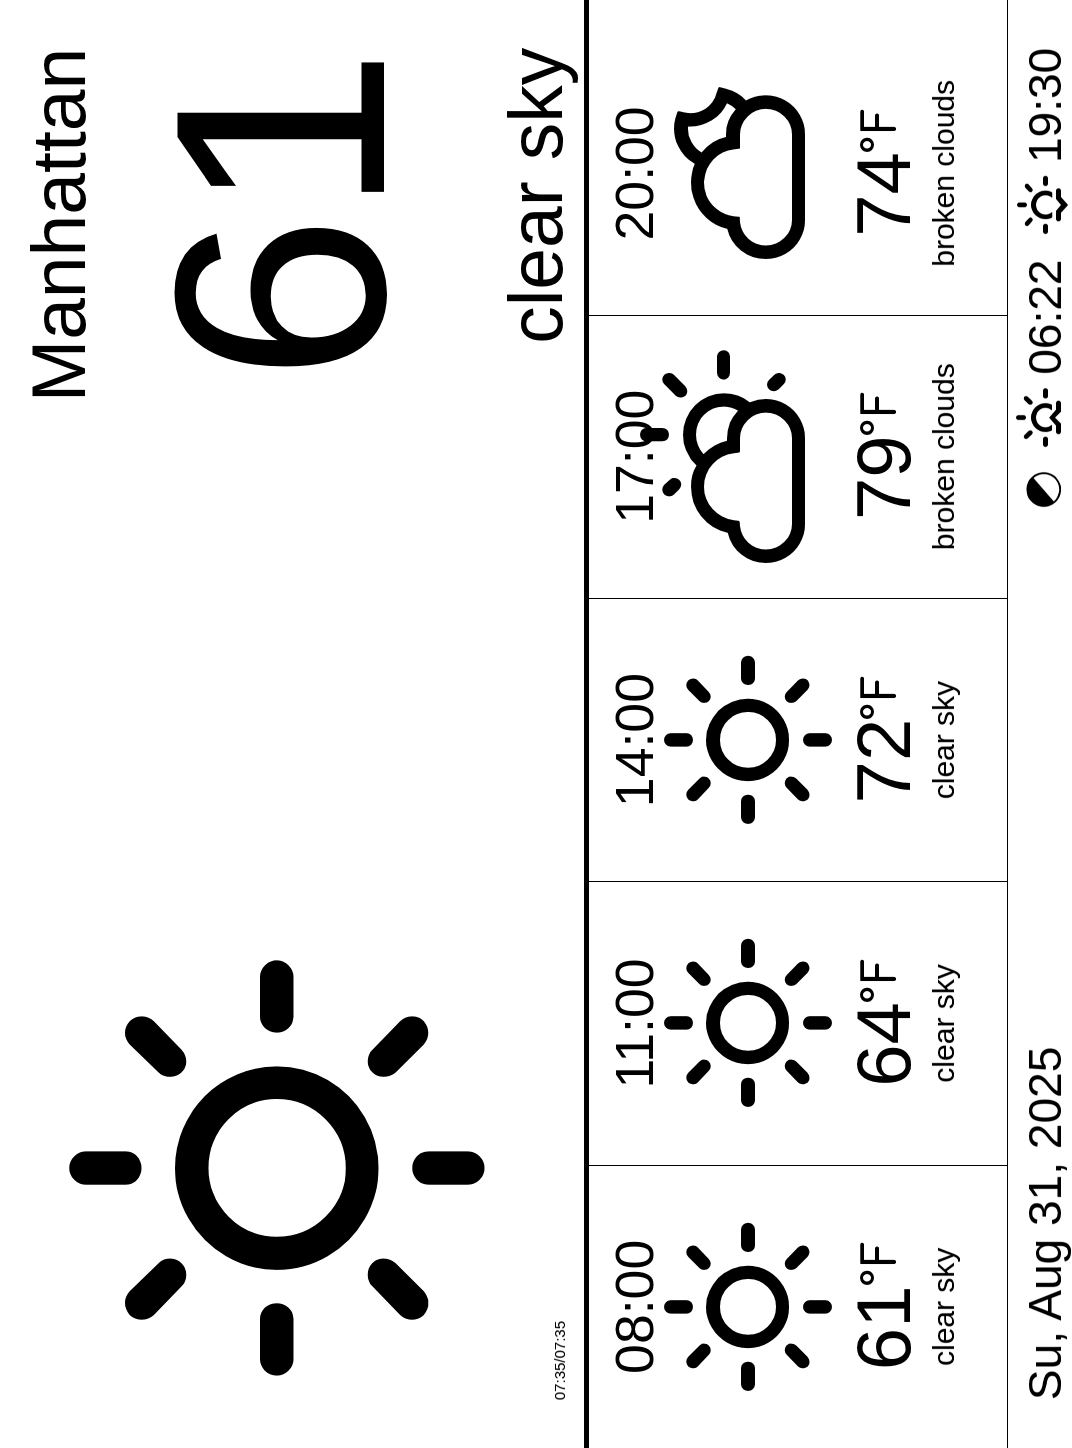 Manhattan
61
clear sky
07:35/07:35
08:00
61°F
clear sky
11:00
64°F
clear sky
14:00
72°F
clear sky
17:00
79°F
broken clouds
20:00
74°F
broken clouds
Su, Aug 31, 2025
06:22 19:30